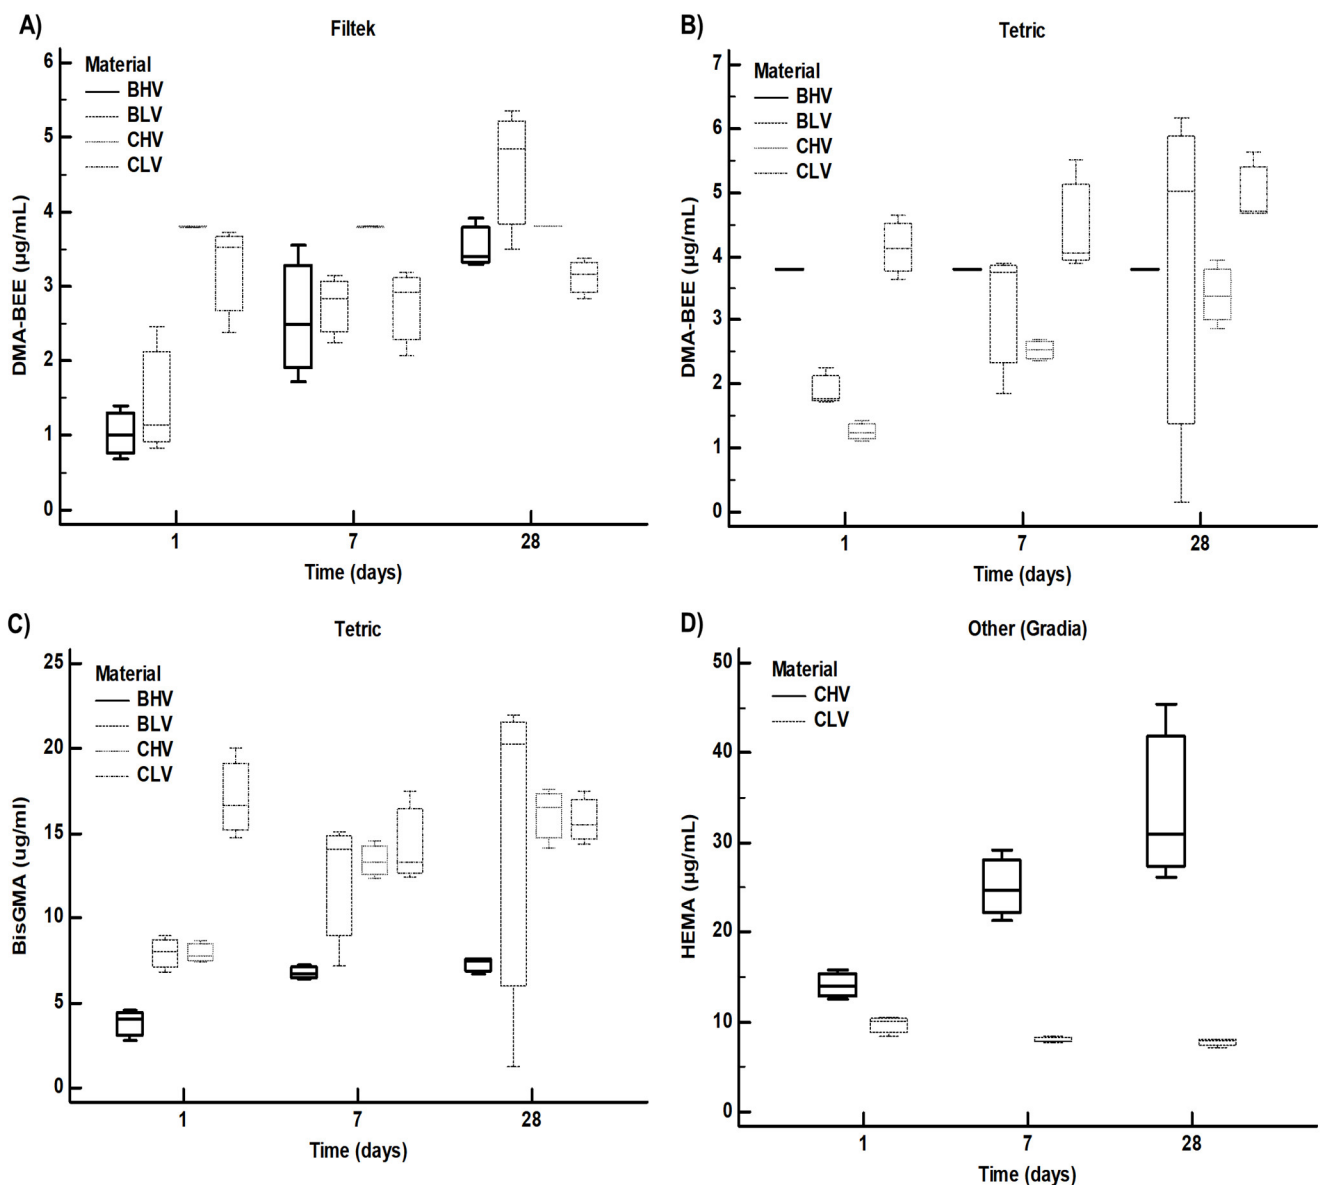 A)
Filtek
DMA-BEE (µg/mL)
6
5
4
3
2
1
0
Material
BHV
BLV
CHV
CLV
1
7
28
Time (days)
B)
Tetric
DMA-BEE (µg/mL)
7
6
5
4
3
2
1
0
Material
BHV
BLV
CHV
CLV
1
7
28
Time (days)
C)
Tetric
BisGMA (ug/ml)
25
20
15
10
5
0
Material
BHV
BLV
CHV
CLV
1
7
28
Time (days)
D)
Other (Gradia)
HEMA (µg/mL)
50
40
30
20
10
0
Material
CHV
CLV
1
7
28
Time (days)